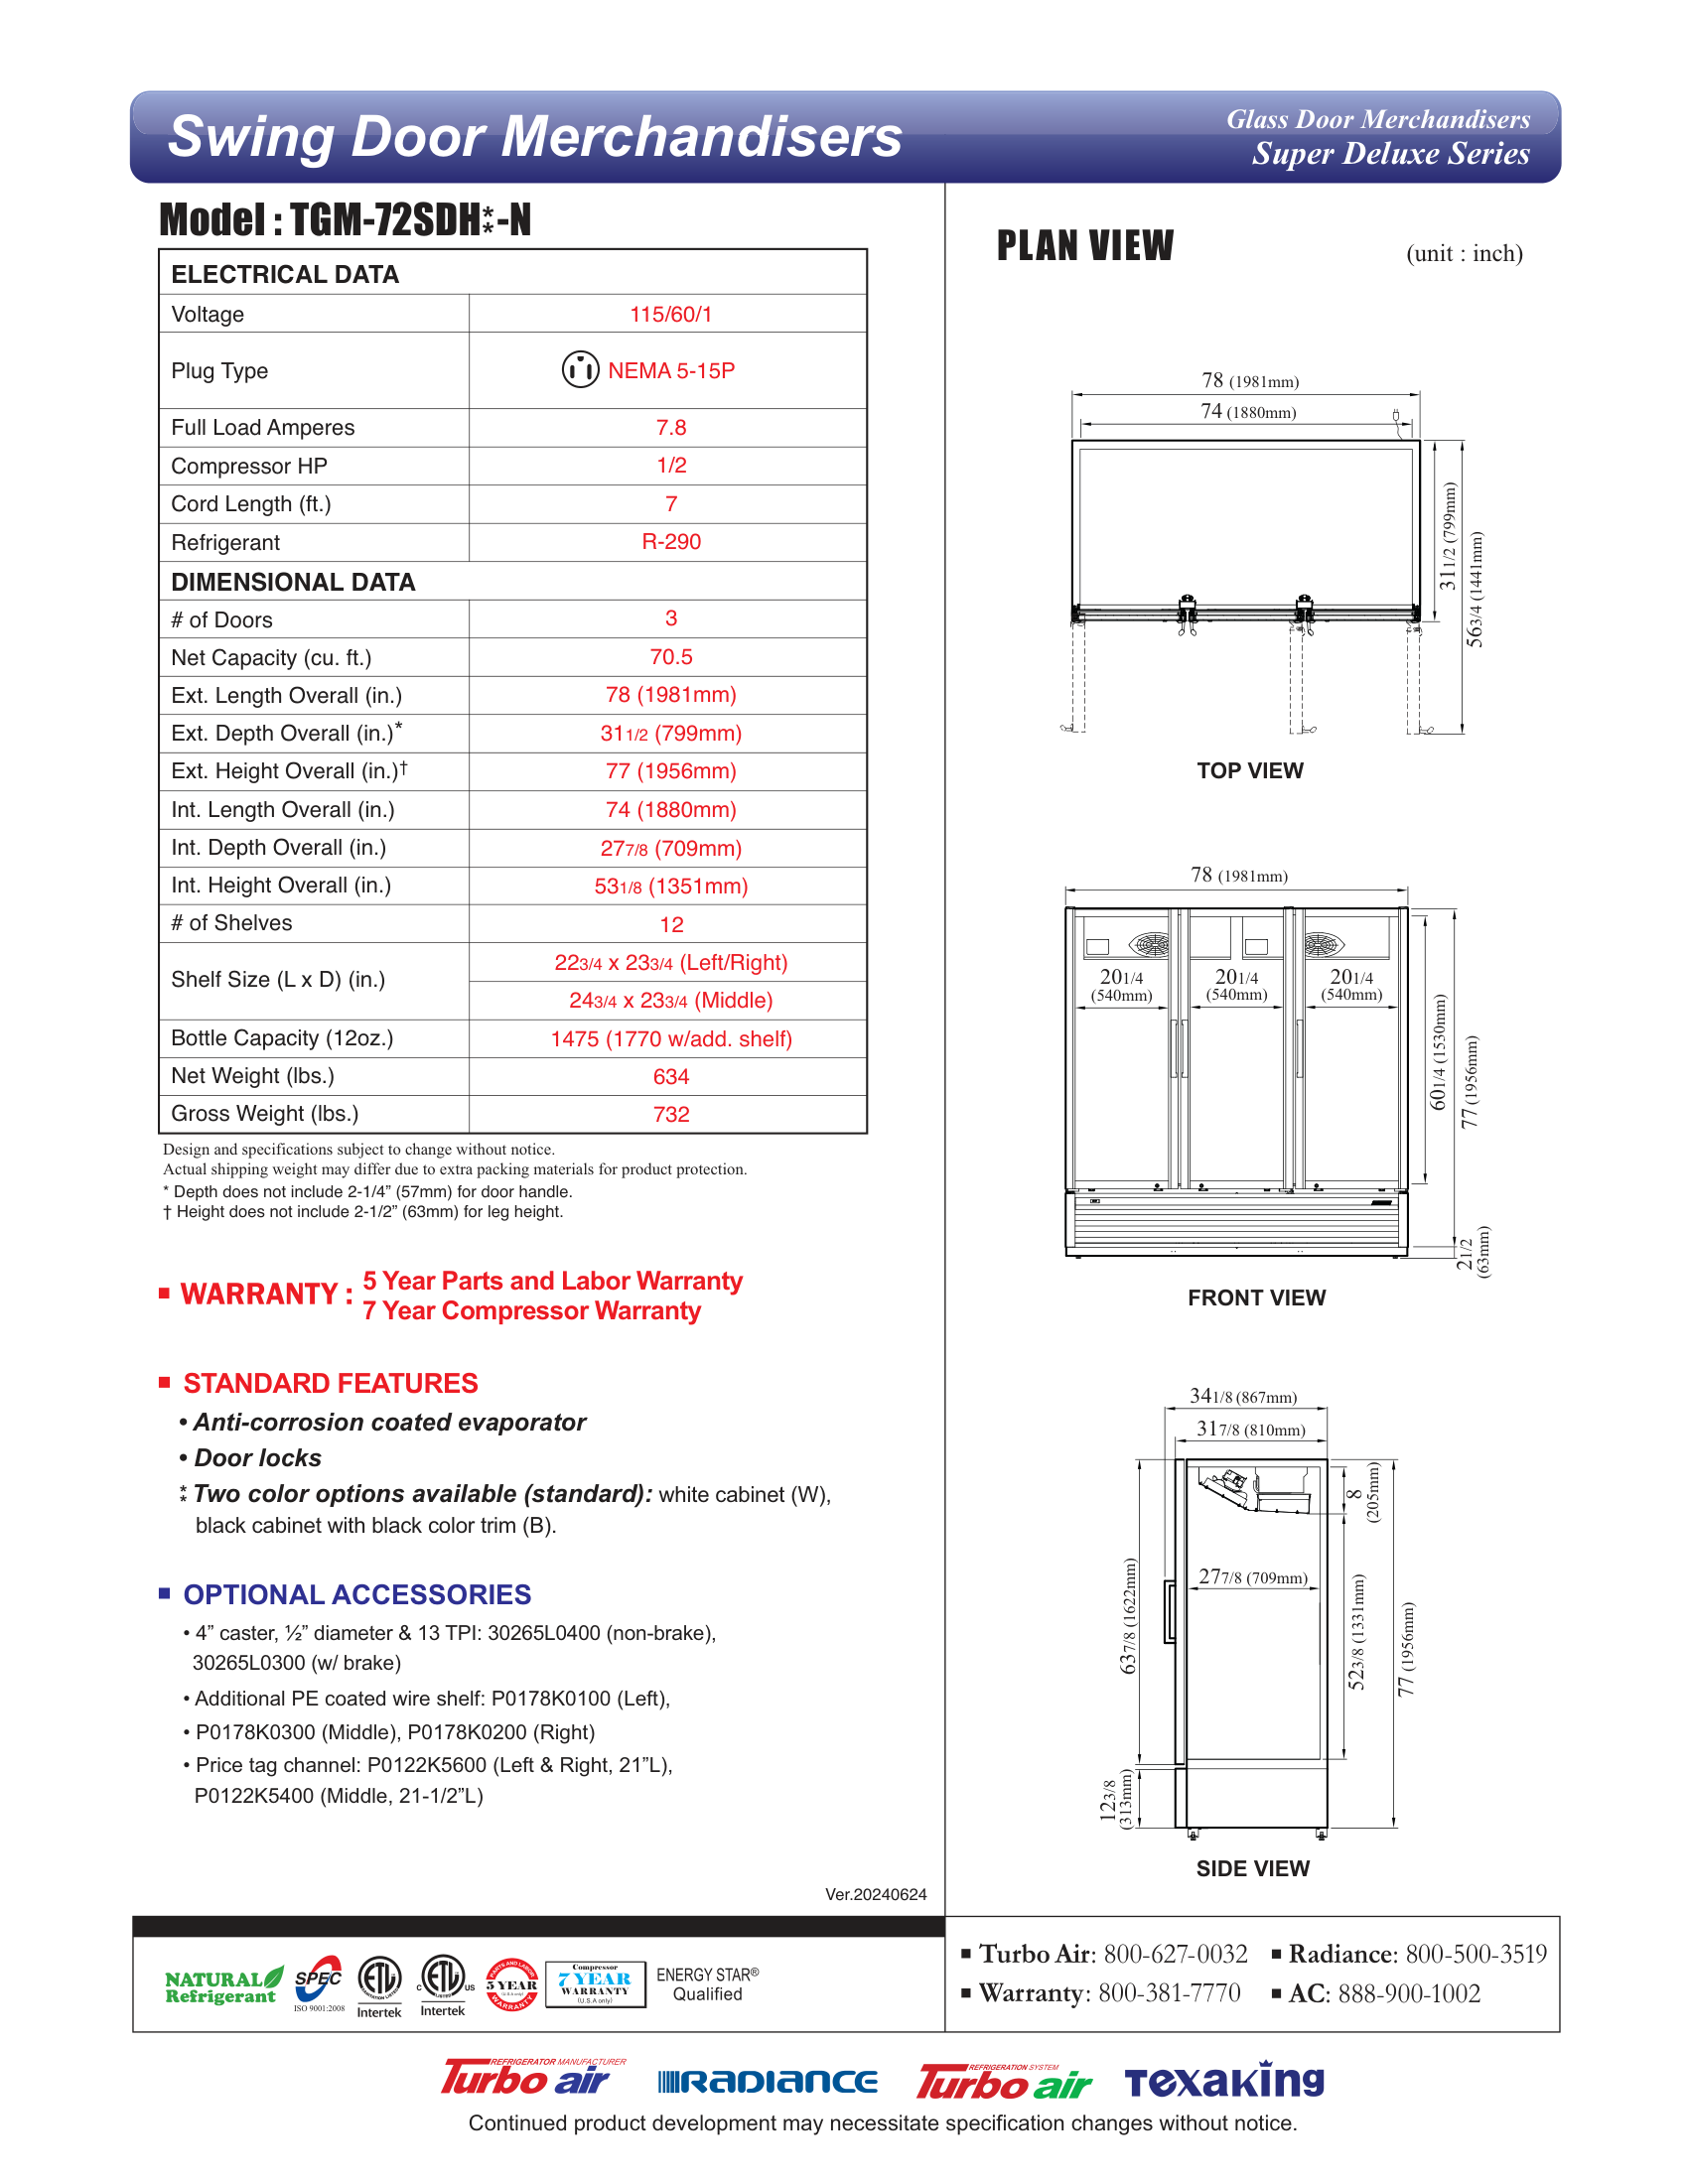 Swing Door Merchandisers
Glass Door Merchandisers
Super Deluxe Series
Model : TGM-72SDH⁑-N
ELECTRICAL DATA
Voltage 115/60/1
Plug Type NEMA 5-15P
Full Load Amperes 7.8
Compressor HP 1/2
Cord Length (ft.) 7
Refrigerant R-290
DIMENSIONAL DATA
# of Doors 3
Net Capacity (cu. ft.) 70.5
Ext. Length Overall (in.) 78 (1981mm)
Ext. Depth Overall (in.)* 31 1/2 (799mm)
Ext. Height Overall (in.)† 77 (1956mm)
Int. Length Overall (in.) 74 (1880mm)
Int. Depth Overall (in.) 27 7/8 (709mm)
Int. Height Overall (in.) 53 1/8 (1351mm)
# of Shelves 12
Shelf Size (L x D) (in.) 22 3/4 x 23 3/4 (Left/Right)
24 3/4 x 23 3/4 (Middle)
Bottle Capacity (12oz.) 1475 (1770 w/add. shelf)
Net Weight (lbs.) 634
Gross Weight (lbs.) 732
Design and specifications subject to change without notice.
Actual shipping weight may differ due to extra packing materials for product protection.
* Depth does not include 2-1/4” (57mm) for door handle.
† Height does not include 2-1/2” (63mm) for leg height.
▪ WARRANTY : 5 Year Parts and Labor Warranty
7 Year Compressor Warranty
▪ STANDARD FEATURES
• Anti-corrosion coated evaporator
• Door locks
⁑ Two color options available (standard): white cabinet (W),
black cabinet with black color trim (B).
▪ OPTIONAL ACCESSORIES
• 4” caster, ½” diameter & 13 TPI: 30265L0400 (non-brake),
30265L0300 (w/ brake)
• Additional PE coated wire shelf: P0178K0100 (Left),
• P0178K0300 (Middle), P0178K0200 (Right)
• Price tag channel: P0122K5600 (Left & Right, 21”L),
P0122K5400 (Middle, 21-1/2”L)
Ver.20240624
PLAN VIEW
(unit : inch)
78 (1981mm)
74 (1880mm)
31 1/2 (799mm)
56 3/4 (1441mm)
TOP VIEW
78 (1981mm)
20 1/4 20 1/4 20 1/4
(540mm) (540mm) (540mm)
60 1/4 (1530mm)
77 (1956mm)
2 1/2
(63mm)
FRONT VIEW
34 1/8 (867mm)
31 7/8 (810mm)
8
(205mm)
27 7/8 (709mm)
63 7/8 (1622mm)
52 3/8 (1331mm)
77 (1956mm)
12 3/8
(313mm)
SIDE VIEW
NATURAL
Refrigerant
SPEC
ISO 9001:2008
ETL
Intertek
C ETL US
LISTED
Intertek
PARTS AND LABOR
5 YEAR
WARRANTY
Compressor
7 YEAR
WARRANTY
(U.S.A only)
ENERGY STAR®
Qualified
▪ Turbo Air: 800-627-0032 ▪ Radiance: 800-500-3519
▪ Warranty: 800-381-7770 ▪ AC: 888-900-1002
REFRIGERATOR MANUFACTURER
Turbo air
RADIANCE
REFRIGERATION SYSTEM
Turbo air
Texaking
Continued product development may necessitate specification changes without notice.